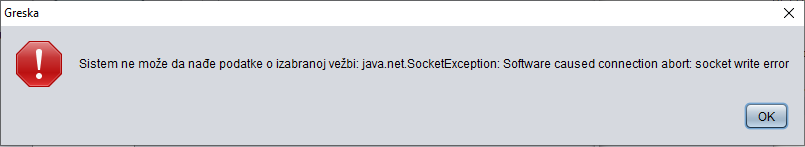 Greska
Sistem ne može da nađe podatke o izabranoj vežbi: java.net.SocketException: Software caused connection abort: socket write error
OK